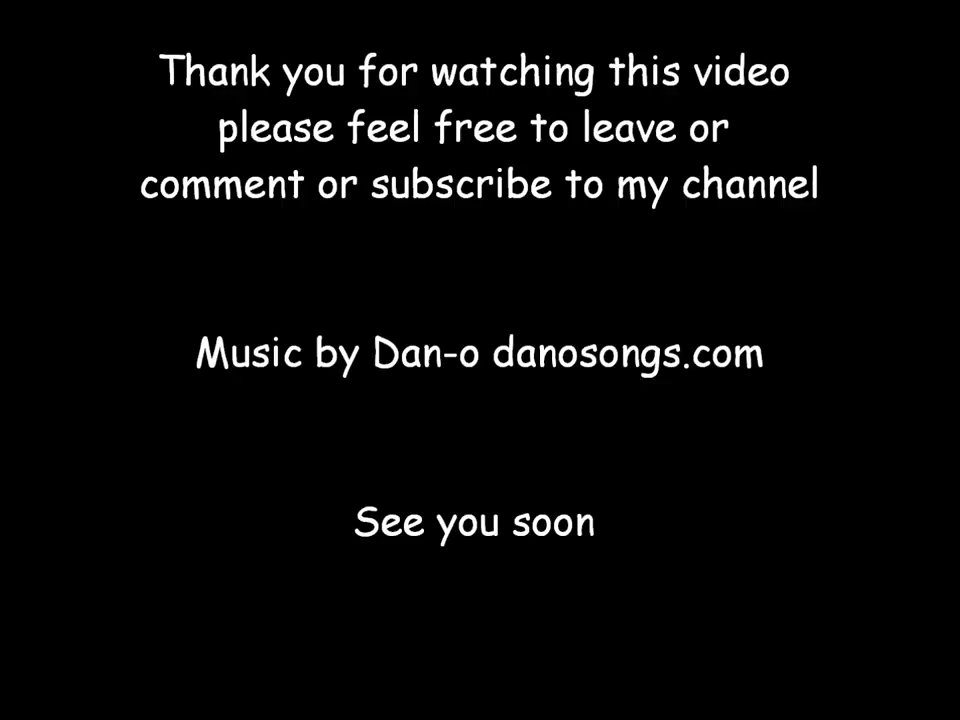 Thank you for watching this video
please feel free to leave or
comment or subscribe to my channel
Music by Dan-o danosongs.com
See you soon